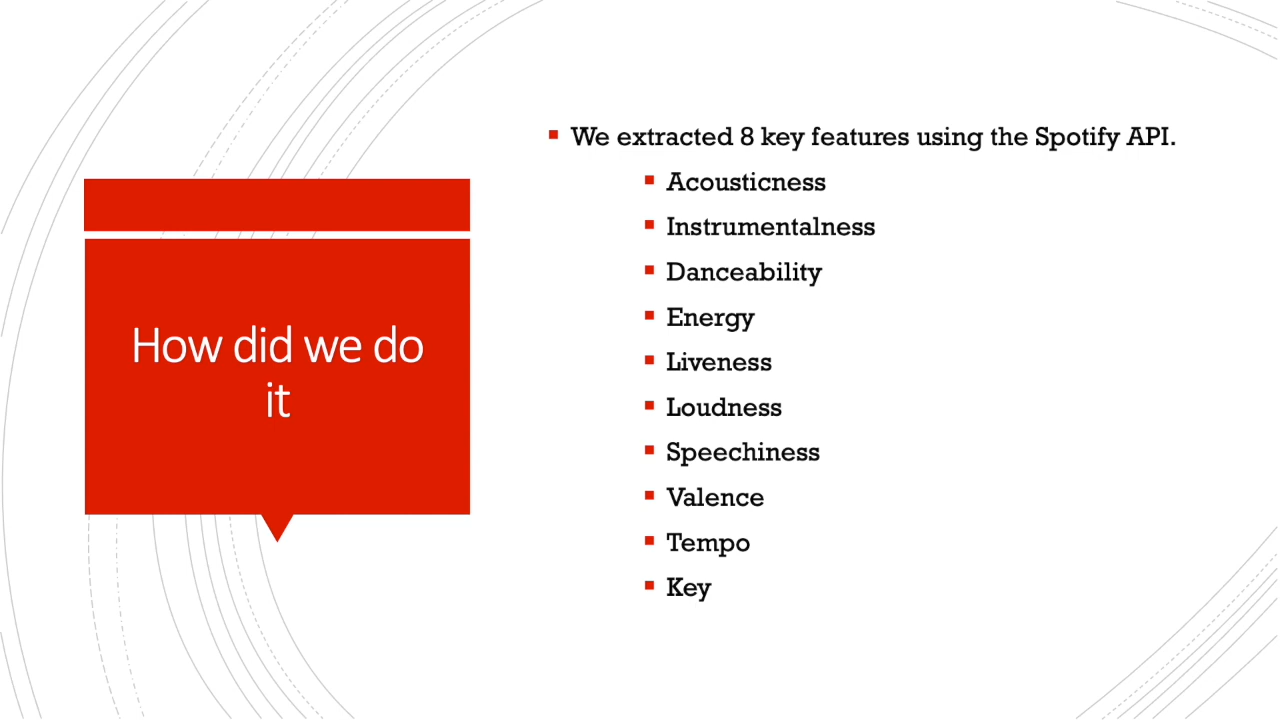 How did we do
it
We extracted 8 key features using the Spotify API.
Acousticness
Instrumentalness
Danceability
Energy
Liveness
Loudness
Speechiness
Valence
Tempo
Key